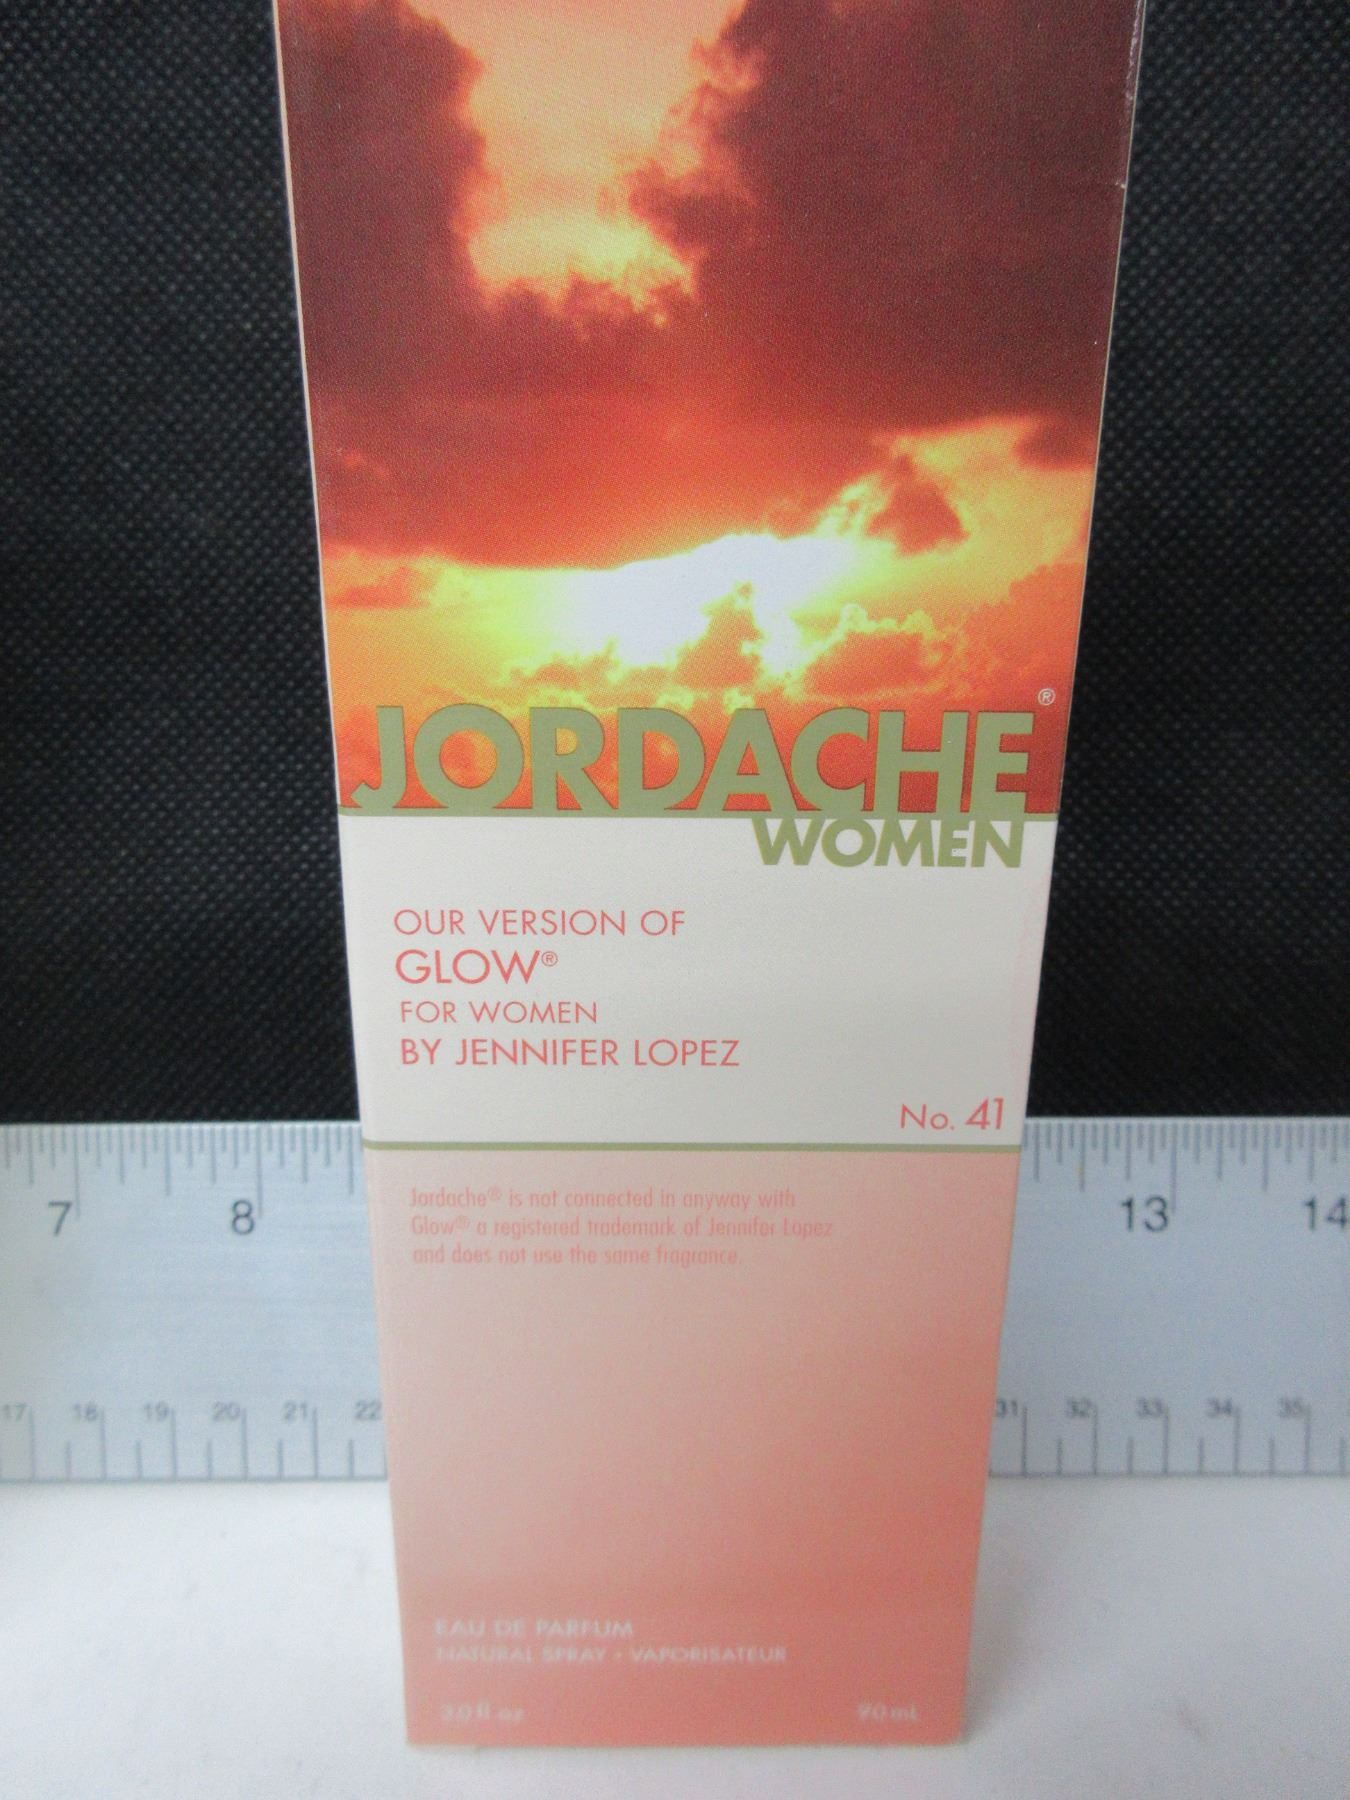 JORDACHE®
WOMEN
OUR VERSION OF
GLOW®
FOR WOMEN
BY JENNIFER LOPEZ
No. 41
Jordache® is not connected in anyway with
Glow® a registered trademark of Jennifer Lopez
and does not use the same fragrance.
7 8 13 14
17 18 19 20 21 22 31 32 33 34 35
EAU DE PARFUM
NATURAL SPRAY • VAPORISATEUR
3.0 fl oz 90 mL